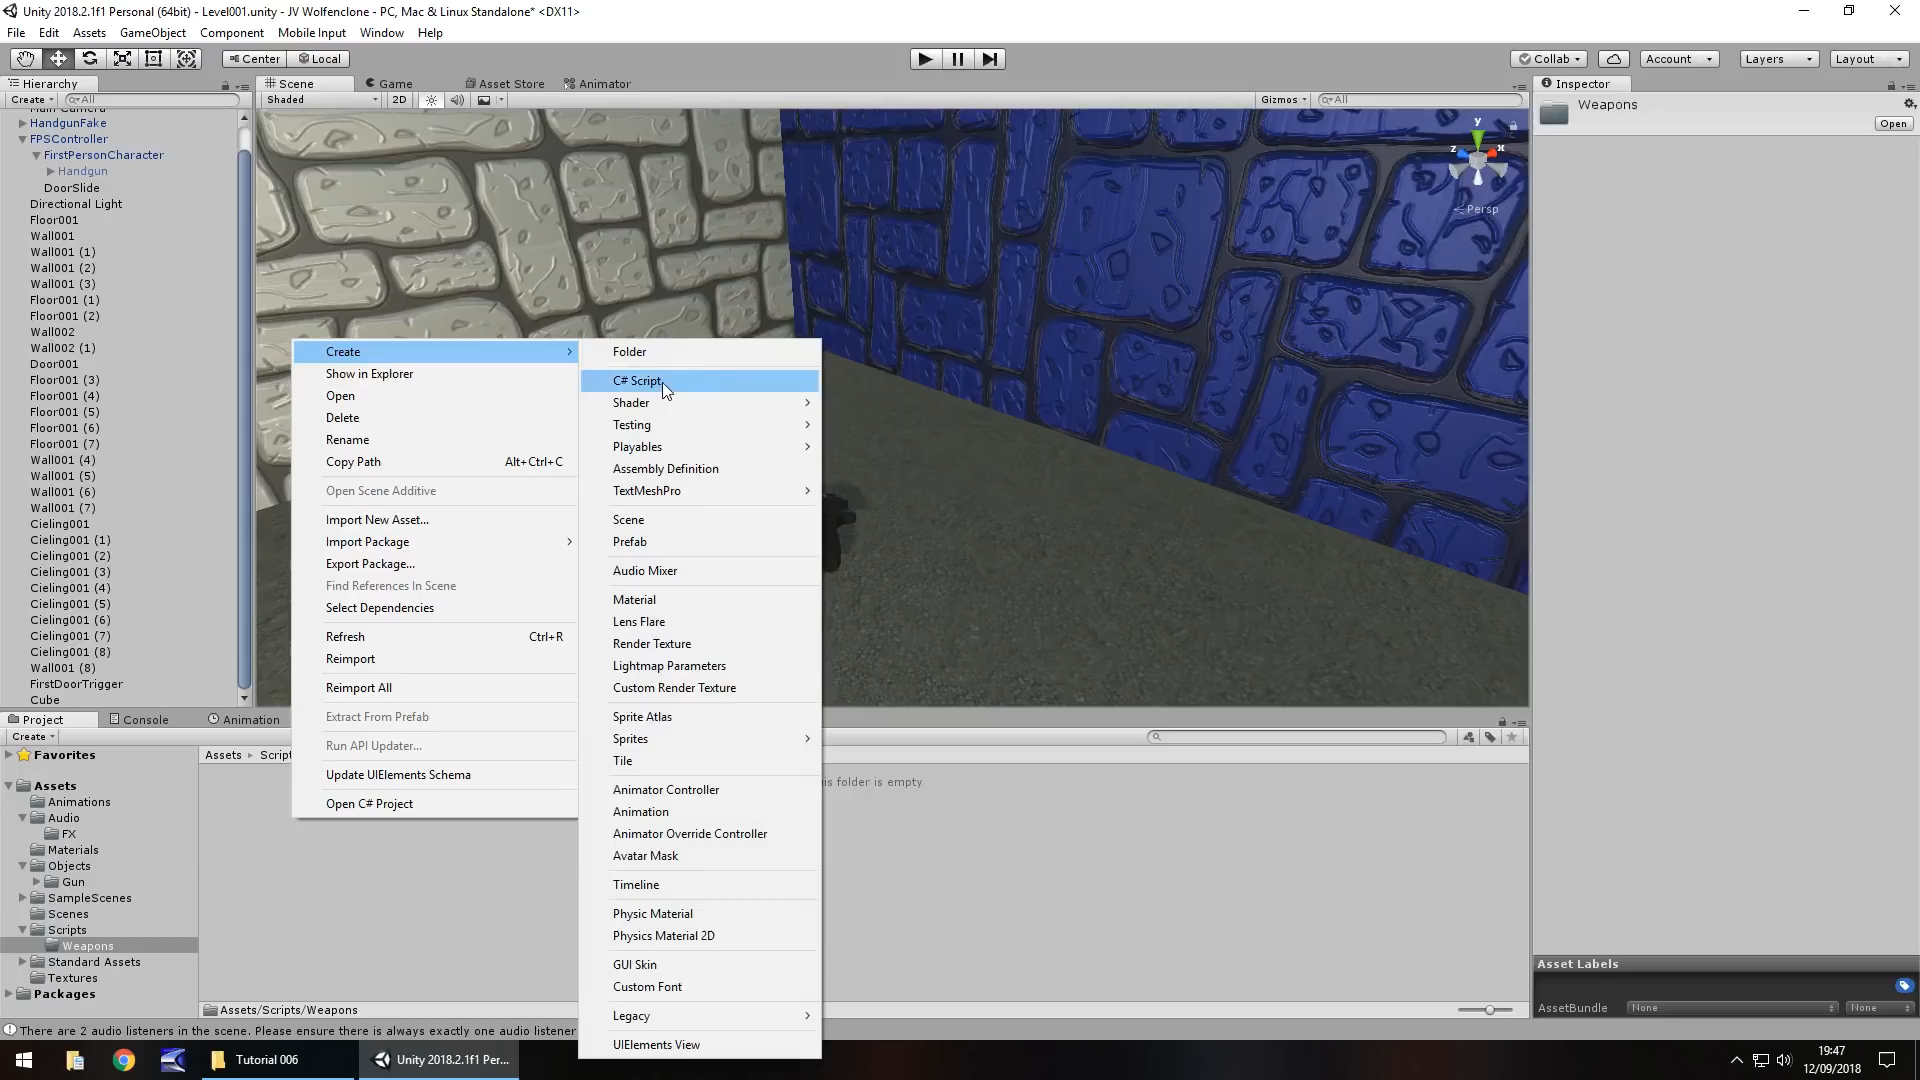 Unity 2018.2.1f1 Personal (64bit) - Level001.unity - JV Wolfenclone - PC, Mac & Linux Standalone* <DX11>
File Edit Assets GameObject Component Mobile Input Window Help
Center Local Collab Account Layers Layout
Hierarchy
Create All
HandgunFake
FPSController
FirstPersonCharacter
Handgun
DoorSlide
Directional Light
Floor001
Wall001
Wall001 (1)
Wall001 (2)
Wall001 (3)
Floor001 (1)
Floor001 (2)
Wall002
Wall002 (1)
Door001
Floor001 (3)
Floor001 (4)
Floor001 (5)
Floor001 (6)
Floor001 (7)
Wall001 (4)
Wall001 (5)
Wall001 (6)
Wall001 (7)
Cieling001
Cieling001 (1)
Cieling001 (2)
Cieling001 (3)
Cieling001 (4)
Cieling001 (5)
Cieling001 (6)
Cieling001 (7)
Cieling001 (8)
Wall001 (8)
FirstDoorTrigger
Cube
Scene Game Asset Store Animator
Shaded 2D Gizmos All
y
z x
Persp
Create
Show in Explorer
Open
Delete
Rename
Copy Path Alt+Ctrl+C
Open Scene Additive
Import New Asset...
Import Package
Export Package...
Find References In Scene
Select Dependencies
Refresh Ctrl+R
Reimport
Reimport All
Extract From Prefab
Run API Updater...
Update UIElements Schema
Open C# Project
Folder
C# Script
Shader
Testing
Playables
Assembly Definition
TextMeshPro
Scene
Prefab
Audio Mixer
Material
Lens Flare
Render Texture
Lightmap Parameters
Custom Render Texture
Sprite Atlas
Sprites
Tile
Animator Controller
Animation
Animator Override Controller
Avatar Mask
Timeline
Physic Material
Physics Material 2D
GUI Skin
Custom Font
Legacy
UIElements View
Inspector
Weapons
Open
Asset Labels
AssetBundle None None
Project Console Animation
Create
Favorites
Assets
Animations
Audio
FX
Materials
Objects
Gun
SampleScenes
Scenes
Scripts
Weapons
Standard Assets
Textures
Packages
Assets Script
is folder is empty
Assets/Scripts/Weapons
There are 2 audio listeners in the scene. Please ensure there is always exactly one audio listener
Tutorial 006
Unity 2018.2.1f1 Per...
19:47
12/09/2018